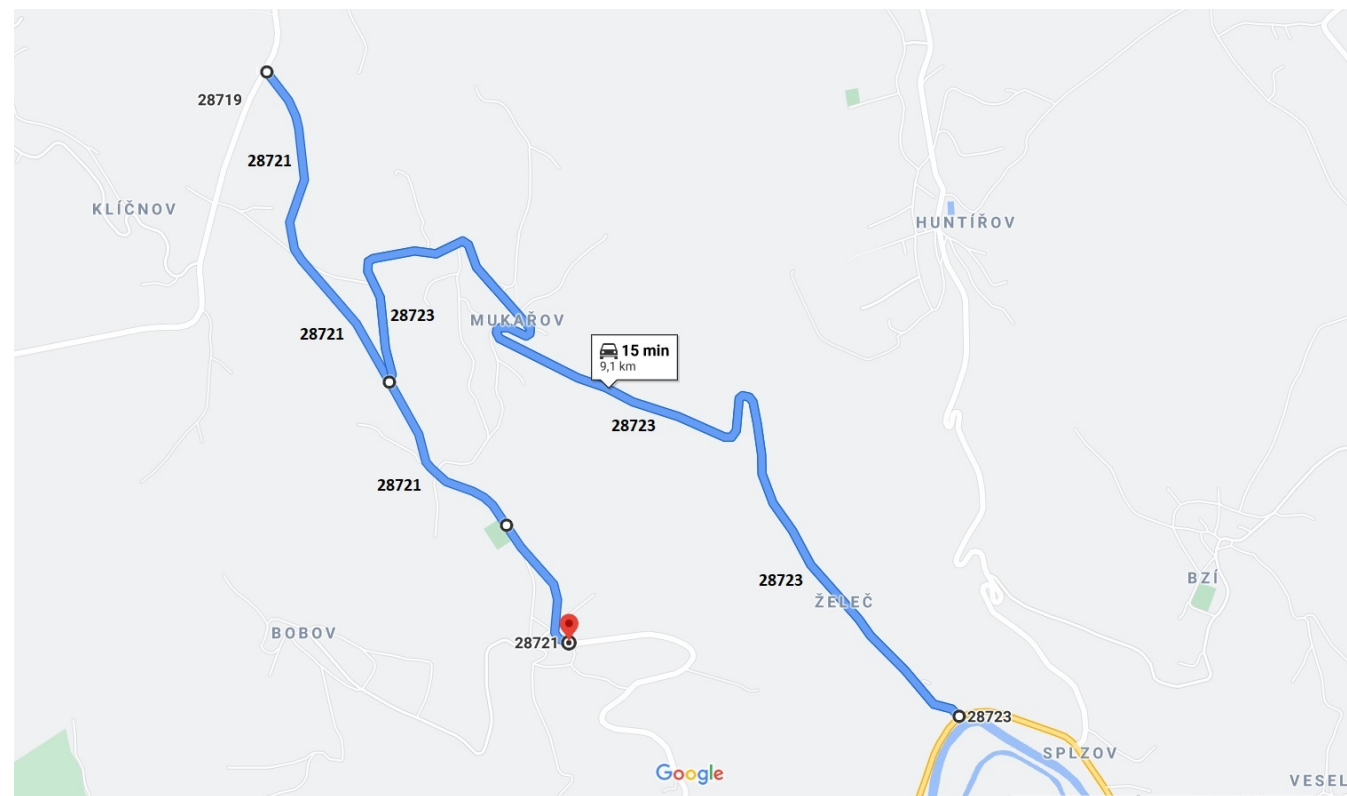 28719
28721
KLÍČNOV
HUNTÍŘOV
28723
MUKAŘOV
28721
15 min
9,1 km
28723
28721
28723
BZÍ
ŽELEČ
BOBOV
28721
28723
SPLZOV
Google
VESEL